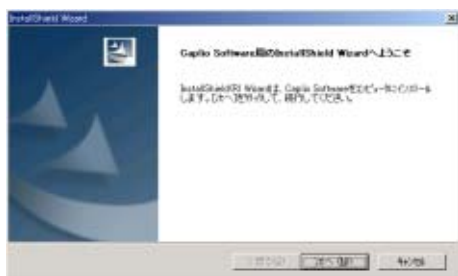 InstallShield Wizard
Caplio Software用のInstallShield Wizardへようこそ
InstallShield(R) Wizardは、Caplio Softwareをコンピュータにインストール
します。[次へ]をクリックして、続行してください。
< 戻る(B)
次へ(N) >
キャンセル